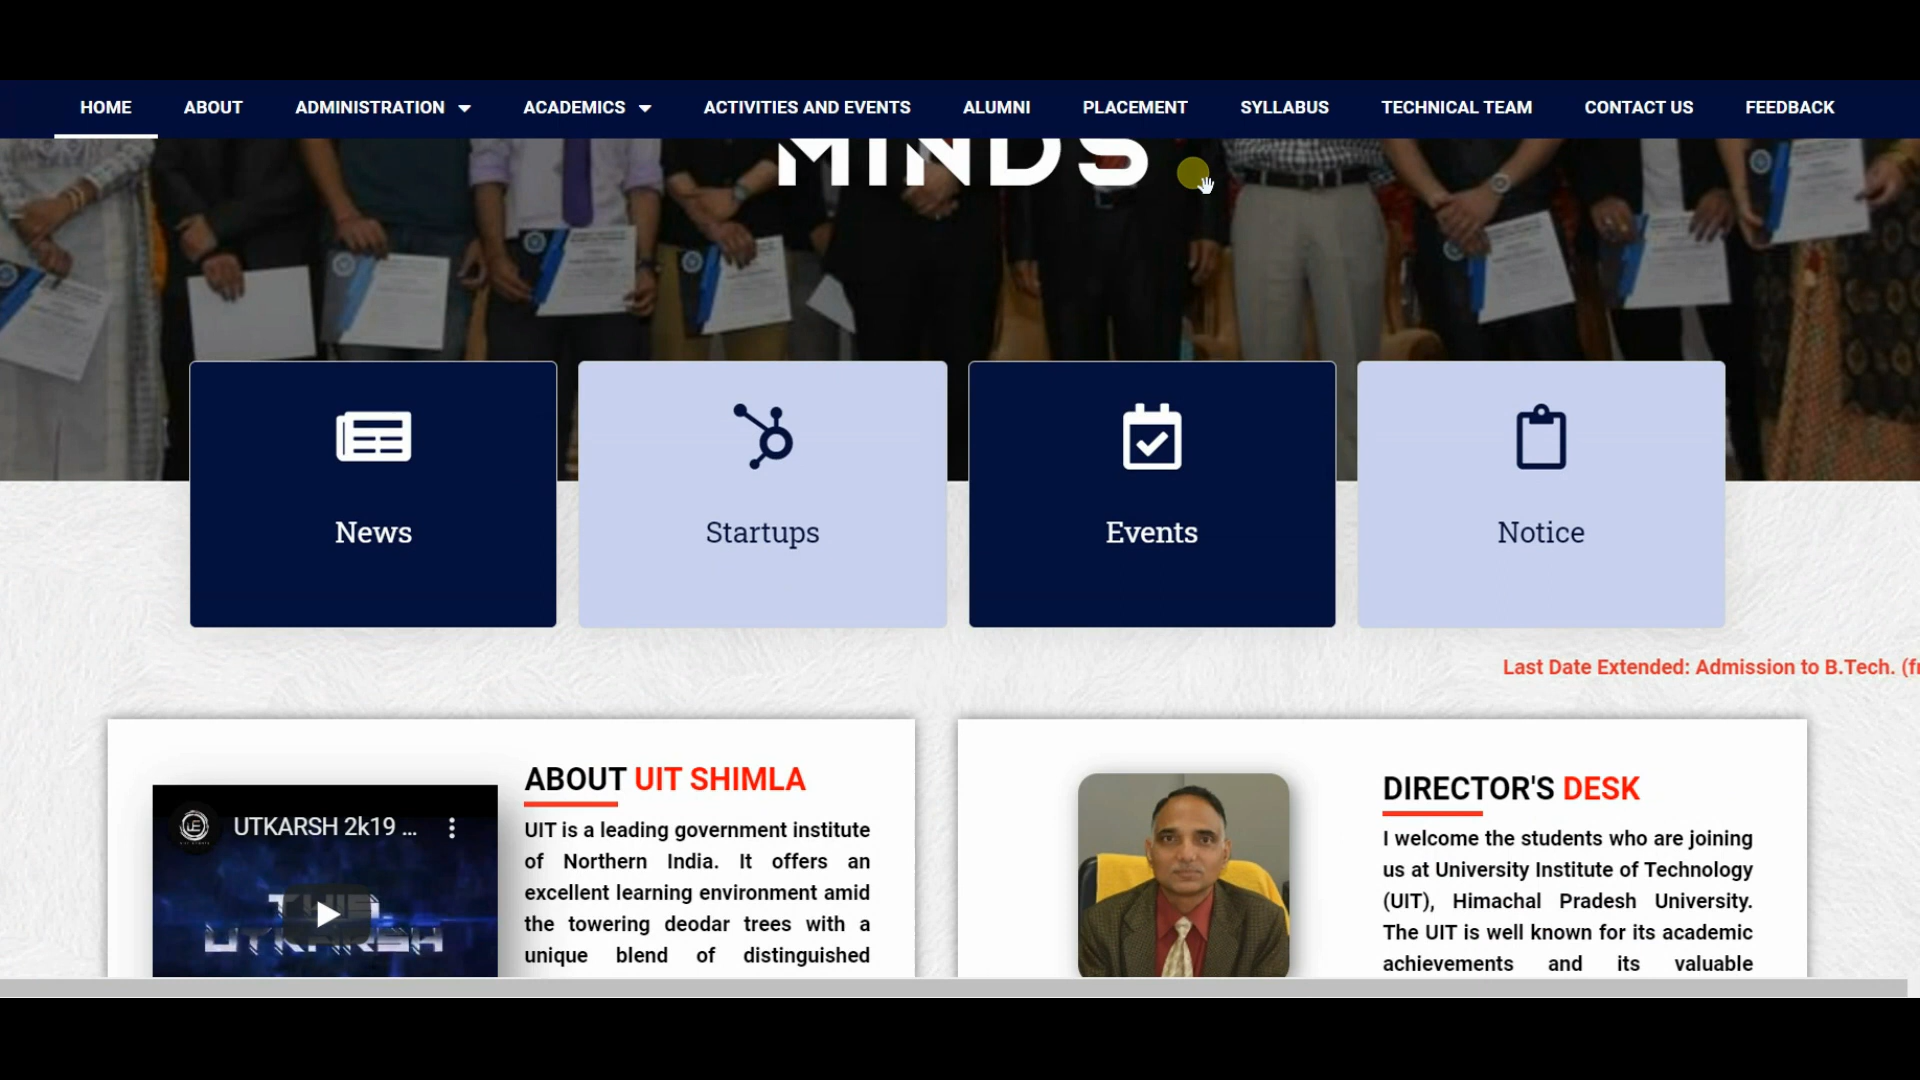 HOME ABOUT ADMINISTRATION ACADEMICS ACTIVITIES AND EVENTS ALUMNI PLACEMENT SYLLABUS TECHNICAL TEAM CONTACT US FEEDBACK
MINDS
News
Startups
Events
Notice
Last Date Extended: Admission to B.Tech. (fr
UTKARSH 2k19 ...
THIS
UTKARSH
ABOUT UIT SHIMLA
UIT is a leading government institute
of Northern India. It offers an
excellent learning environment amid
the towering deodar trees with a
unique blend of distinguished
DIRECTOR'S DESK
I welcome the students who are joining
us at University Institute of Technology
(UIT), Himachal Pradesh University.
The UIT is well known for its academic
achievements and its valuable